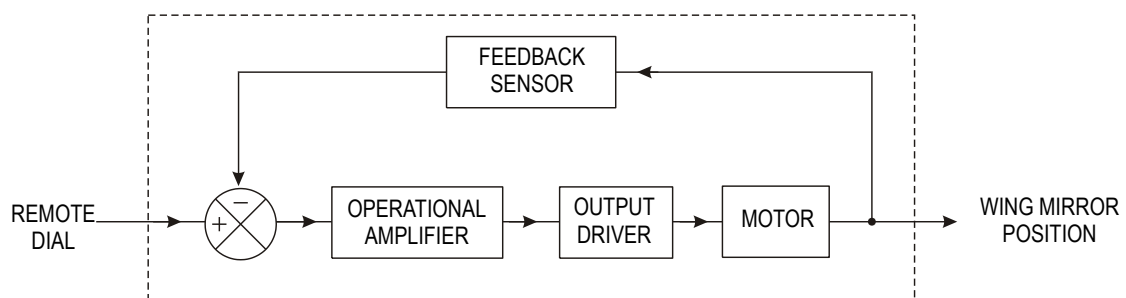 FEEDBACK
SENSOR
−
+
REMOTE
DIAL
OPERATIONAL
AMPLIFIER
OUTPUT
DRIVER
MOTOR
WING MIRROR
POSITION